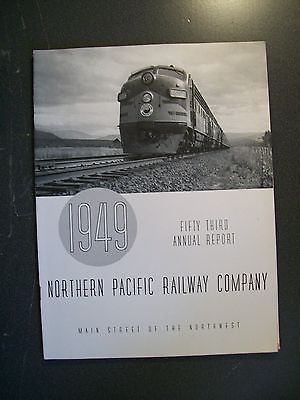 1949
FIFTY THIRD
ANNUAL REPORT
NORTHERN PACIFIC RAILWAY COMPANY
MAIN STREET OF THE NORTHWEST